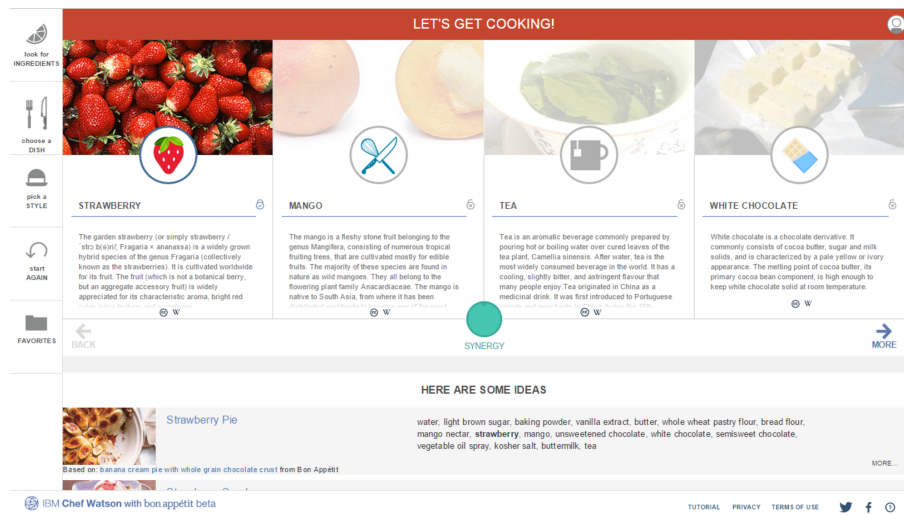 LET'S GET COOKING!
look for
INGREDIENTS
choose a
DISH
pick a
STYLE
start
AGAIN
FAVORITES
STRAWBERRY
The garden strawberry (or simply strawberry /
ˈstrɔːb(ə)ri/; Fragaria × ananassa) is a widely grown
hybrid species of the genus Fragaria (collectively
known as the strawberries). It is cultivated worldwide
for its fruit. The fruit (which is not a botanical berry,
but an aggregate accessory fruit) is widely
appreciated for its characteristic aroma, bright red
cc W
MANGO
The mango is a fleshy stone fruit belonging to the
genus Mangifera, consisting of numerous tropical
fruiting trees, that are cultivated mostly for edible
fruits. The majority of these species are found in
nature as wild mangoes. They all belong to the
flowering plant family Anacardiaceae. The mango is
native to South Asia, from where it has been
cc W
TEA
Tea is an aromatic beverage commonly prepared by
pouring hot or boiling water over cured leaves of the
tea plant, Camellia sinensis. After water, tea is the
most widely consumed beverage in the world. It has a
cooling, slightly bitter, and astringent flavour that
many people enjoy.Tea originated in China as a
medicinal drink. It was first introduced to Portuguese
cc W
WHITE CHOCOLATE
White chocolate is a chocolate derivative. It
commonly consists of cocoa butter, sugar and milk
solids, and is characterized by a pale yellow or ivory
appearance. The melting point of cocoa butter, its
primary cocoa bean component, is high enough to
keep white chocolate solid at room temperature.
cc W
BACK
SYNERGY
MORE
HERE ARE SOME IDEAS
Strawberry Pie
water, light brown sugar, baking powder, vanilla extract, butter, whole wheat pastry flour, bread flour,
mango nectar, strawberry, mango, unsweetened chocolate, white chocolate, semisweet chocolate,
vegetable oil spray, kosher salt, buttermilk, tea
MORE...
Based on: banana cream pie with whole grain chocolate crust from Bon Appétit
IBM Chef Watson with bon appétit beta
TUTORIAL PRIVACY TERMS OF USE